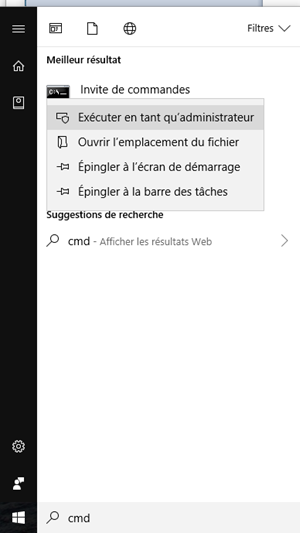 Filtres
Meilleur résultat
Invite de commandes
Exécuter en tant qu'administrateur
Ouvrir l'emplacement du fichier
Épingler à l'écran de démarrage
Épingler à la barre des tâches
Suggestions de recherche
cmd - Afficher les résultats Web
cmd